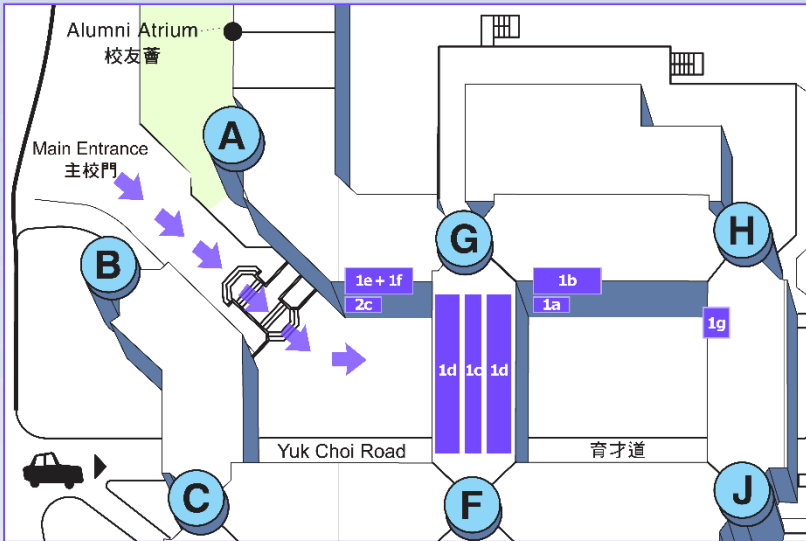 Alumni Atrium
校友薈
A
Main Entrance
主校門
B
G
H
1e + 1f
1b
2c
1a
1g
1d
1c
1d
Yuk Choi Road
育才道
C
F
J